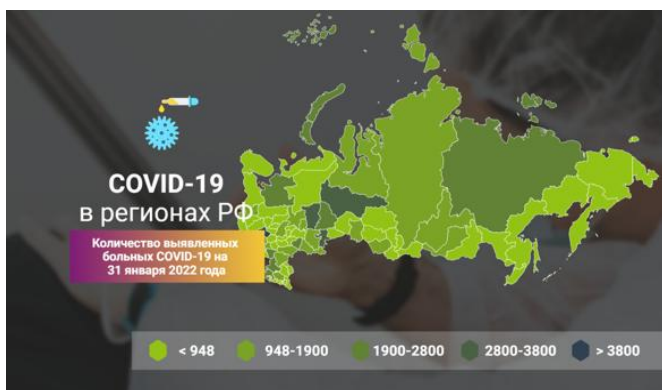 COVID-19
в регионах РФ
Количество выявленных
больных COVID-19 на
31 января 2022 года
< 948
948-1900
1900-2800
2800-3800
> 3800